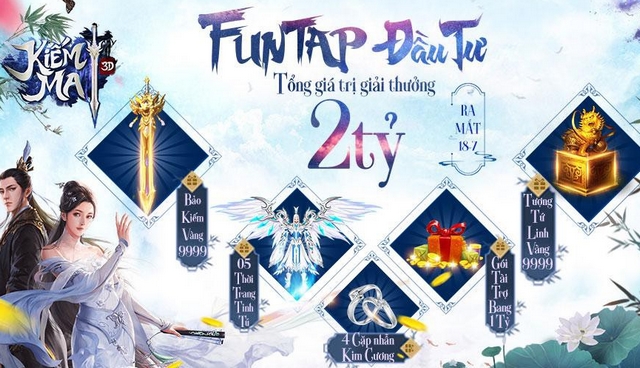 KIẾM
MA 3D
FUNTAP ĐẦU TƯ
TỔNG GIÁ TRỊ GIẢI THƯỞNG
2 TỶ
RA
MẮT
18-7
Bảo
Kiếm
Vàng
9999
05
Thời
Trang
Tinh
Tú
4 Cặp nhẫn
Kim Cương
Gói
Tài
Trợ
Bang
1 Tỷ
Tượng
Tứ
Linh
Vàng
9999